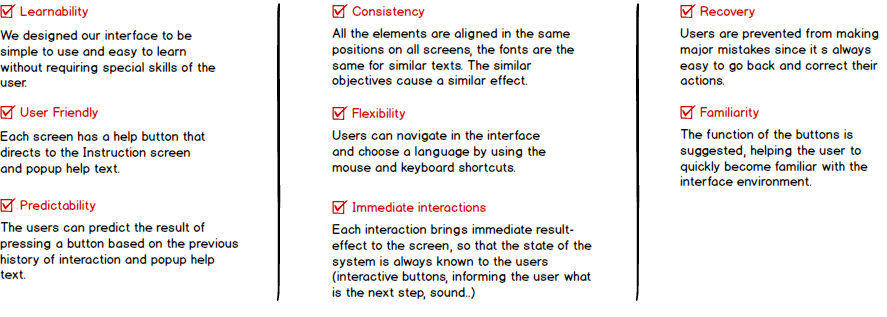 Learnability
We designed our interface to be
simple to use and easy to learn
without requiring special skills of the
user.
User Friendly
Each screen has a help button that
directs to the Instruction screen
and popup help text.
Predictability
The users can predict the result of
pressing a button based on the previous
history of interaction and popup help
text.
Consistency
All the elements are aligned in the same
positions on all screens, the fonts are the
same for similar texts. The similar
objectives cause a similar effect.
Flexibility
Users can navigate in the interface
and choose a language by using the
mouse and keyboard shortcuts.
Immediate interactions
Each interaction brings immediate result-
effect to the screen, so that the state of the
system is always known to the users
(interactive buttons, informing the user what
is the next step, sound..)
Recovery
Users are prevented from making
major mistakes since it s always
easy to go back and correct their
actions.
Familiarity
The function of the buttons is
suggested, helping the user to
quickly become familiar with the
interface environment.